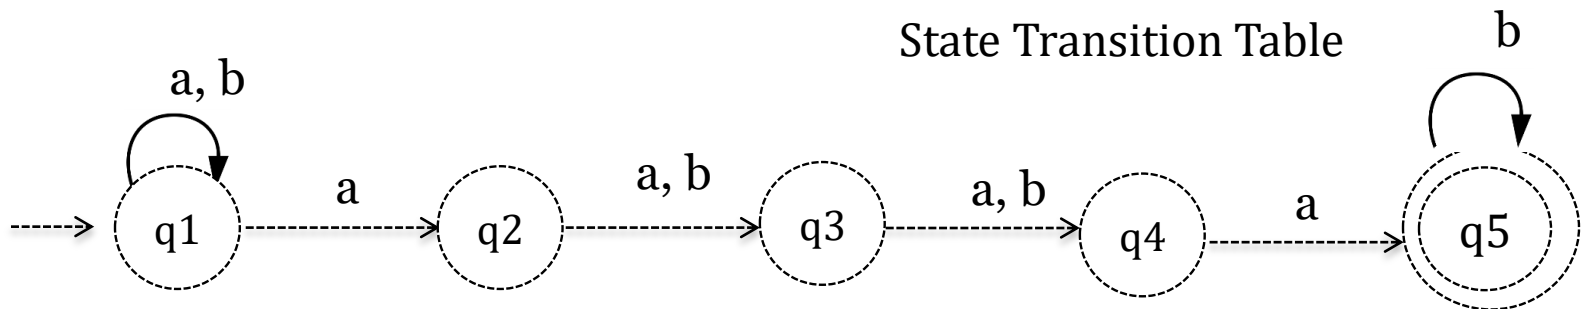 State Transition Table
b
a, b
a
a, b
a, b
a
q1
q2
q3
q4
q5